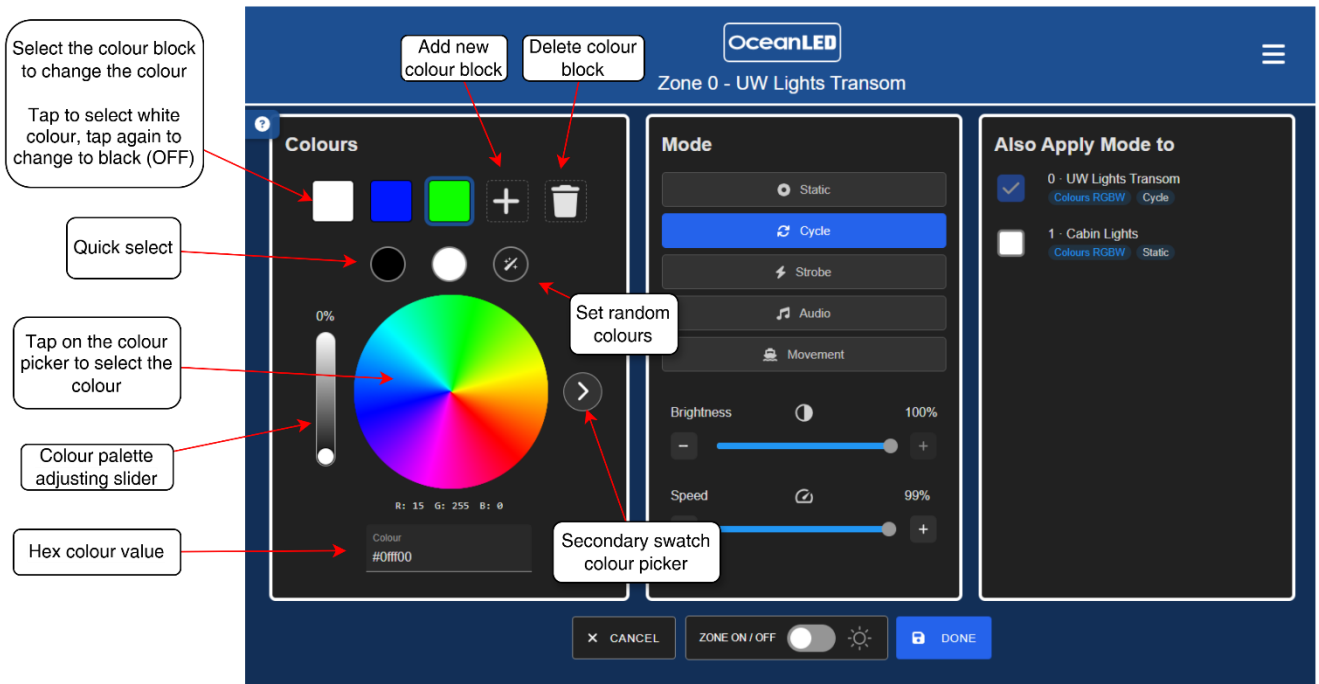 Select the colour block
to change the colour
Tap to select white
colour, tap again to
change to black (OFF)
Quick select
Tap on the colour
picker to select the
colour
Colour palette
adjusting slider
Hex colour value
Add new
colour block
Delete colour
block
OceanLED
Zone 0 - UW Lights Transom
?
Colours
0%
R: 15 G: 255 B: 0
Colour
#0fff00
Set random
colours
Secondary swatch
colour picker
Mode
Static
Cycle
Strobe
Audio
Movement
Brightness 100%
- +
Speed 99%
+
Also Apply Mode to
0 · UW Lights Transom
Colours RGBW Cycle
1 · Cabin Lights
Colours RGBW Static
× CANCEL
ZONE ON / OFF
DONE